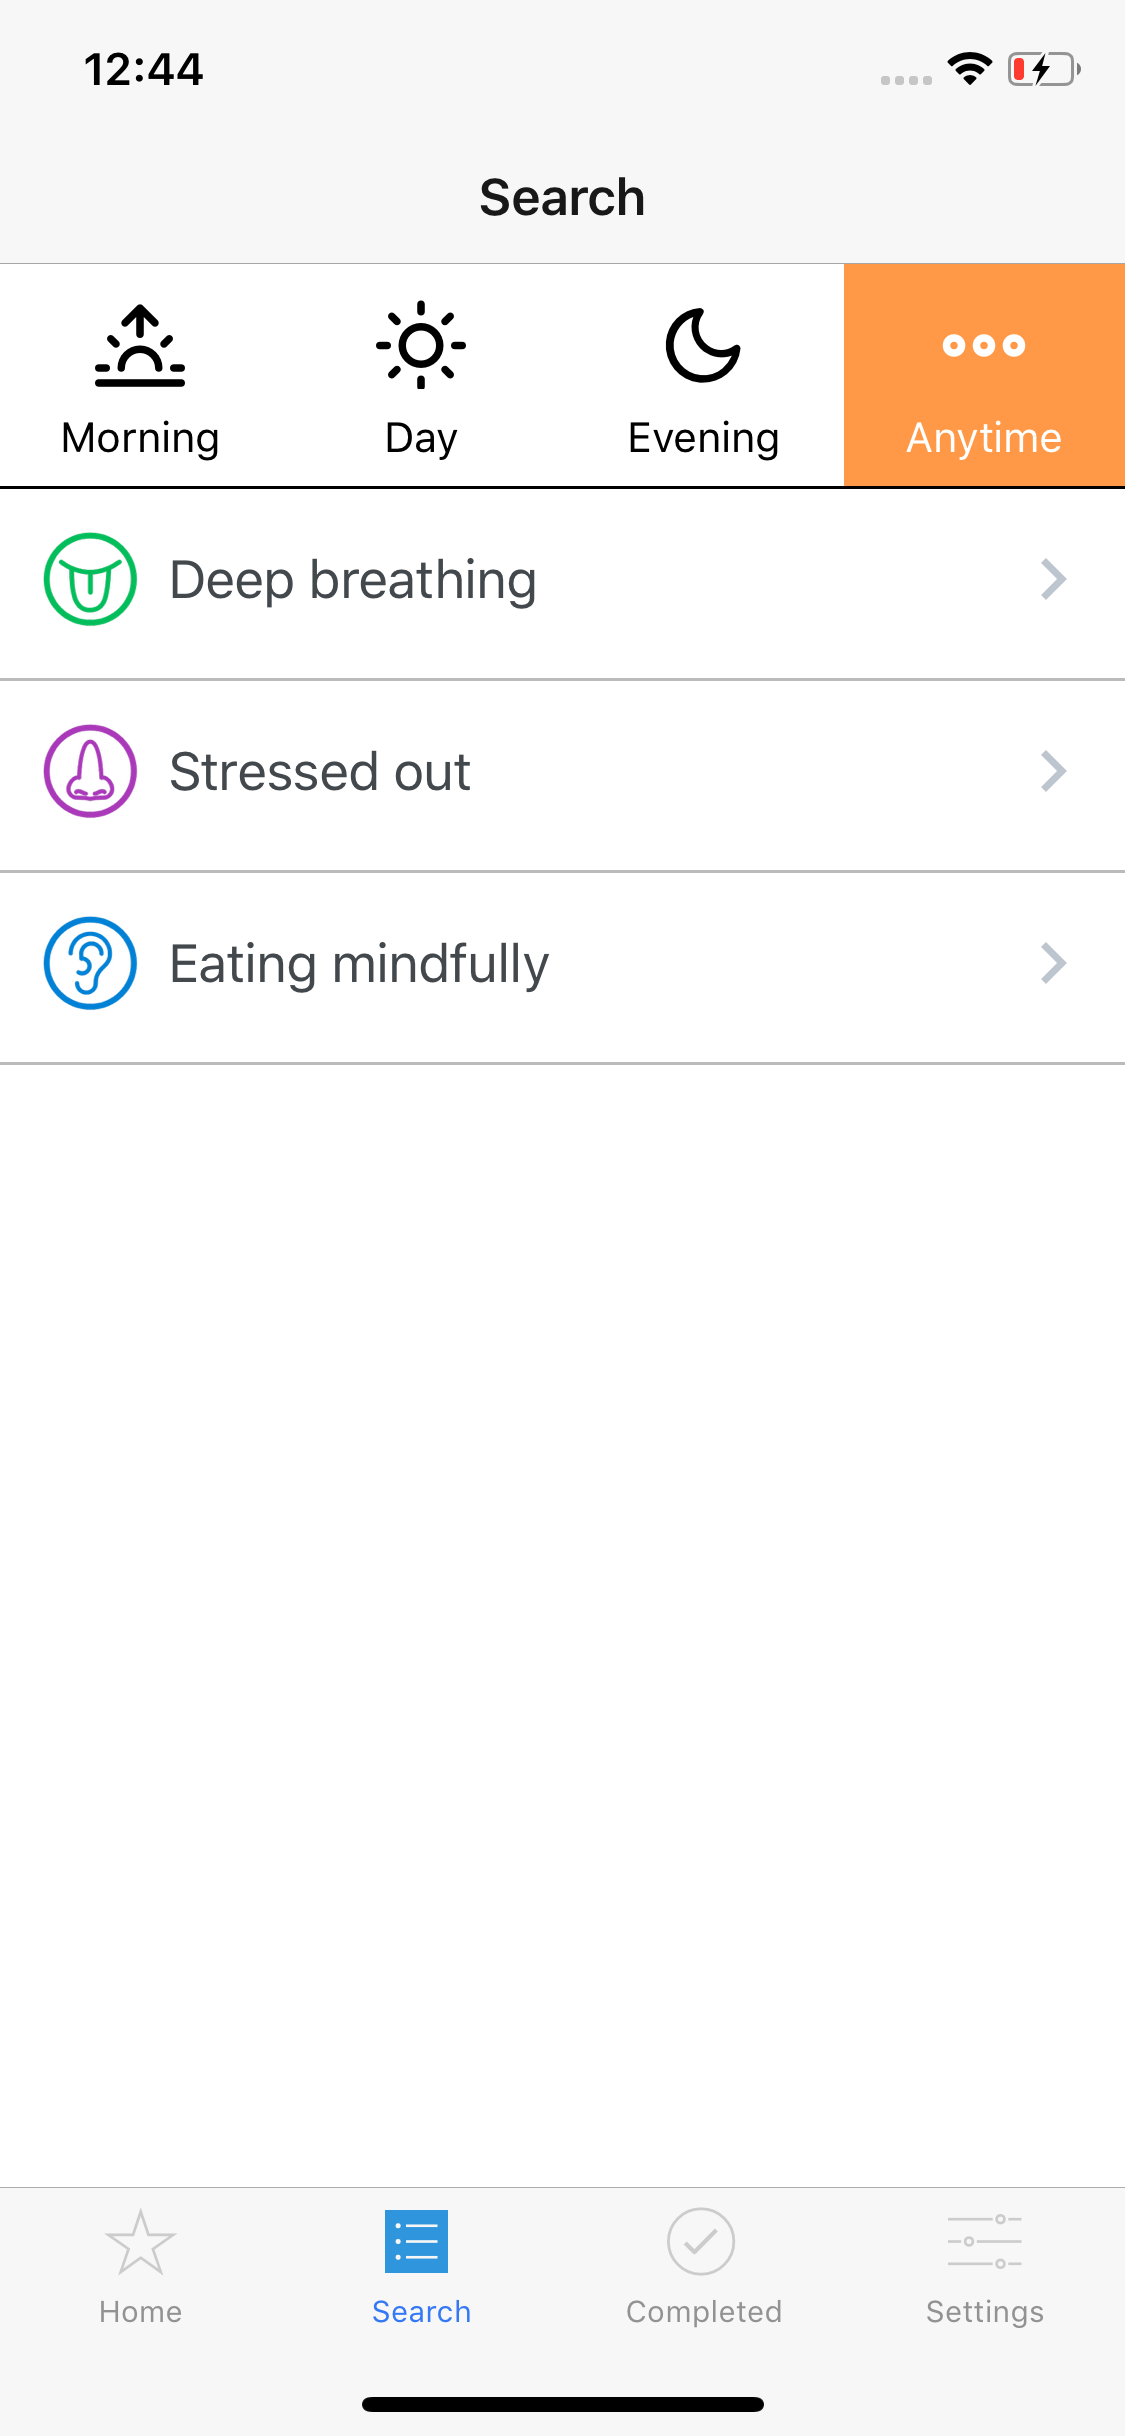 12:44
Search
Morning
Day
Evening
Anytime
Deep breathing
Stressed out
Eating mindfully
Home
Search
Completed
Settings